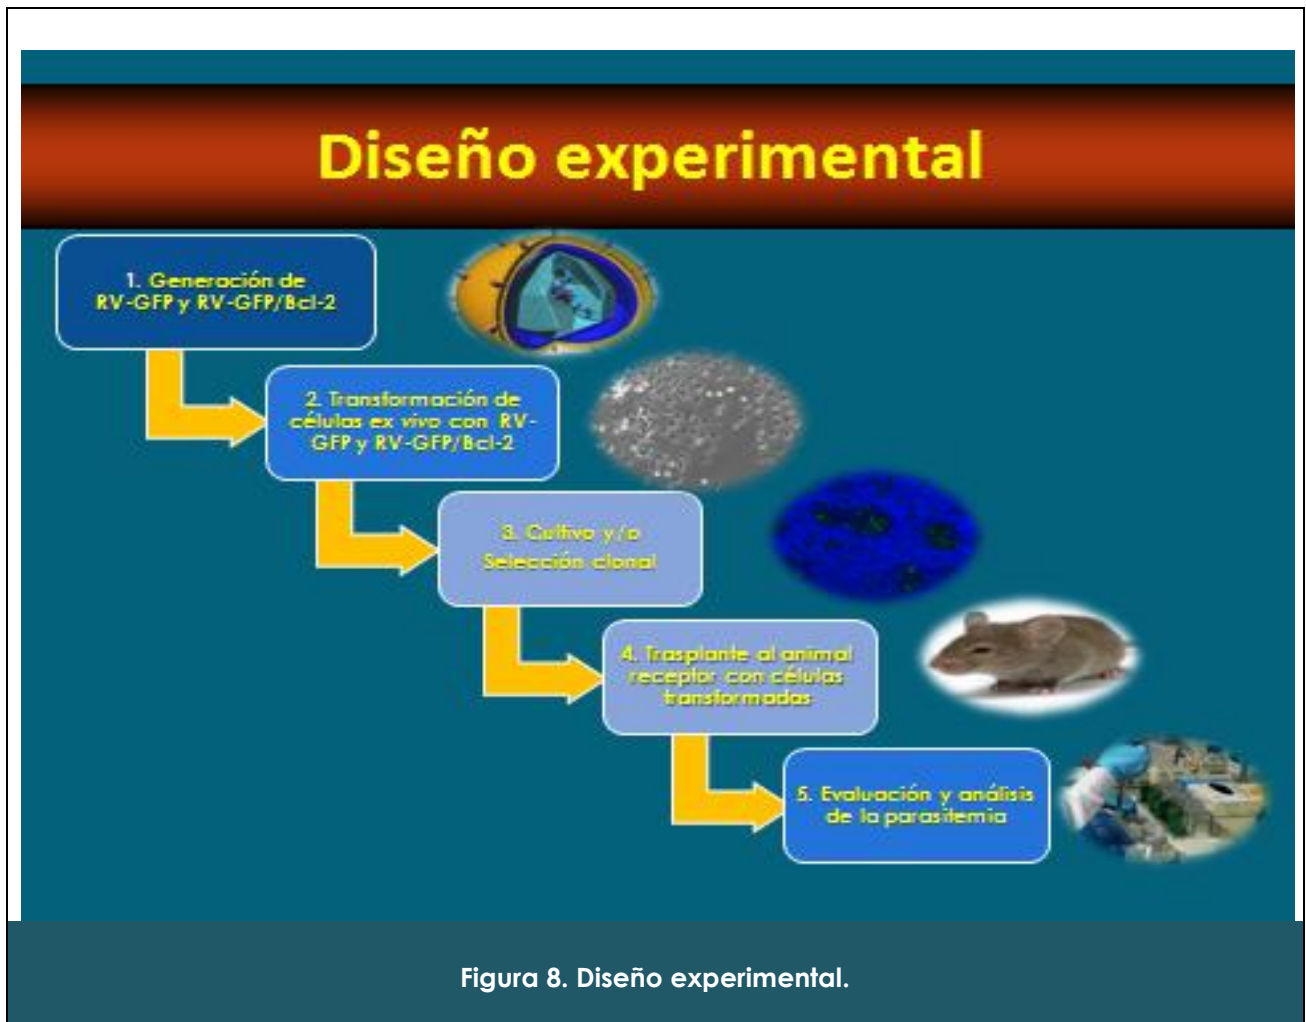 Diseño experimental
1. Generación de
RV-GFP y RV-GFP/Bcl-2
2. Transformación de
células ex vivo con RV-
GFP y RV-GFP/Bcl-2
3. Cultivo y/o
Selección clonal
4. Trasplante al animal
receptor con células
transformadas
5. Evaluación y análisis
de la parasitemia
Figura 8. Diseño experimental.